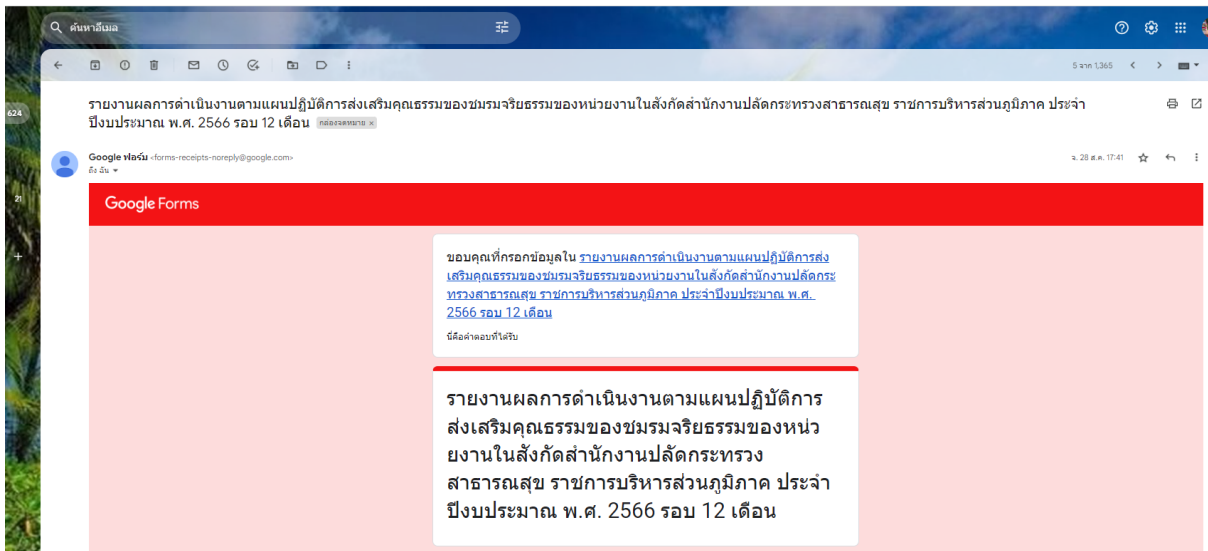 ค้นหาอีเมล
5 จาก 1,365
624
รายงานผลการดำเนินงานตามแผนปฏิบัติการส่งเสริมคุณธรรมของชมรมจริยธรรมของหน่วยงานในสังกัดสำนักงานปลัดกระทรวงสาธารณสุข ราชการบริหารส่วนภูมิภาค ประจำ
ปีงบประมาณ พ.ศ. 2566 รอบ 12 เดือน กล่องจดหมาย ×
Google ฟอร์ม <forms-receipts-noreply@google.com>
จ. 28 ส.ค. 17:41
ถึง ฉัน
21
Google Forms
ขอบคุณที่กรอกข้อมูลใน รายงานผลการดำเนินงานตามแผนปฏิบัติการส่ง
เสริมคุณธรรมของชมรมจริยธรรมของหน่วยงานในสังกัดสำนักงานปลัดกระ
ทรวงสาธารณสุข ราชการบริหารส่วนภูมิภาค ประจำปีงบประมาณ พ.ศ.
2566 รอบ 12 เดือน
นี่คือคำตอบที่ได้รับ
รายงานผลการดำเนินงานตามแผนปฏิบัติการ
ส่งเสริมคุณธรรมของชมรมจริยธรรมของหน่ว
ยงานในสังกัดสำนักงานปลัดกระทรวง
สาธารณสุข ราชการบริหารส่วนภูมิภาค ประจำ
ปีงบประมาณ พ.ศ. 2566 รอบ 12 เดือน